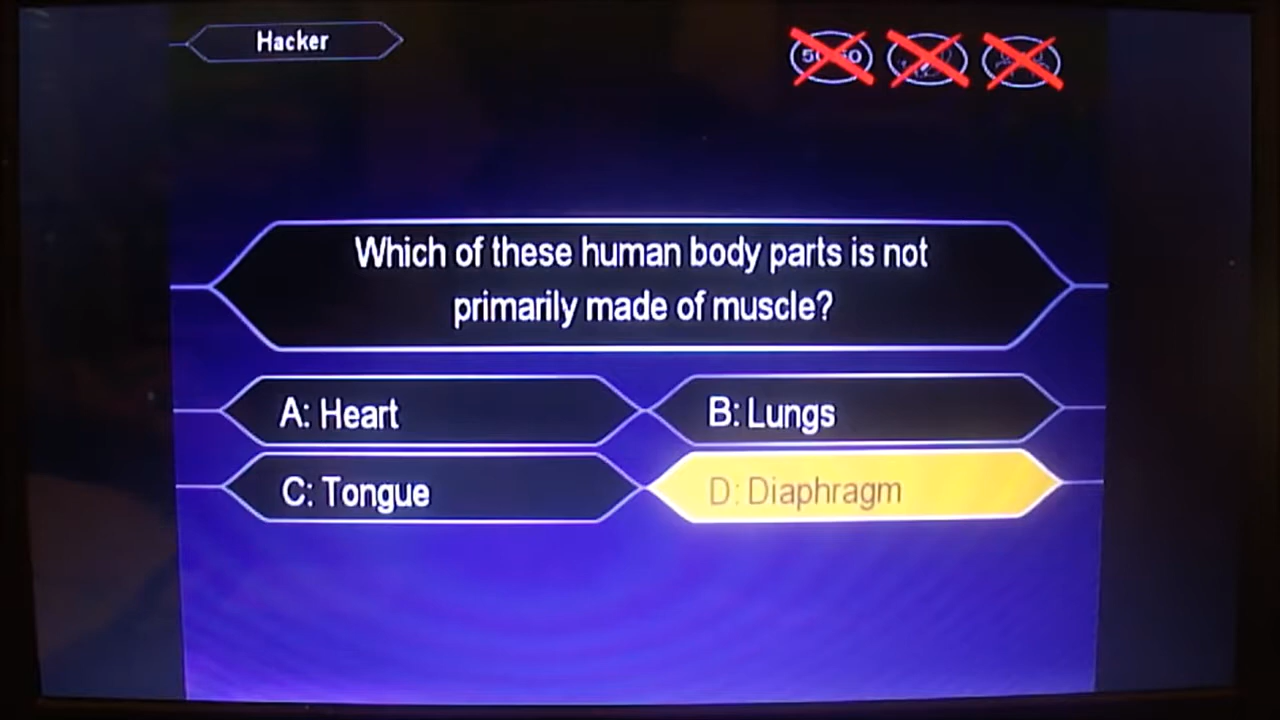 Hacker
Which of these human body parts is not
primarily made of muscle?
A: Heart
B: Lungs
C: Tongue
D: Diaphragm